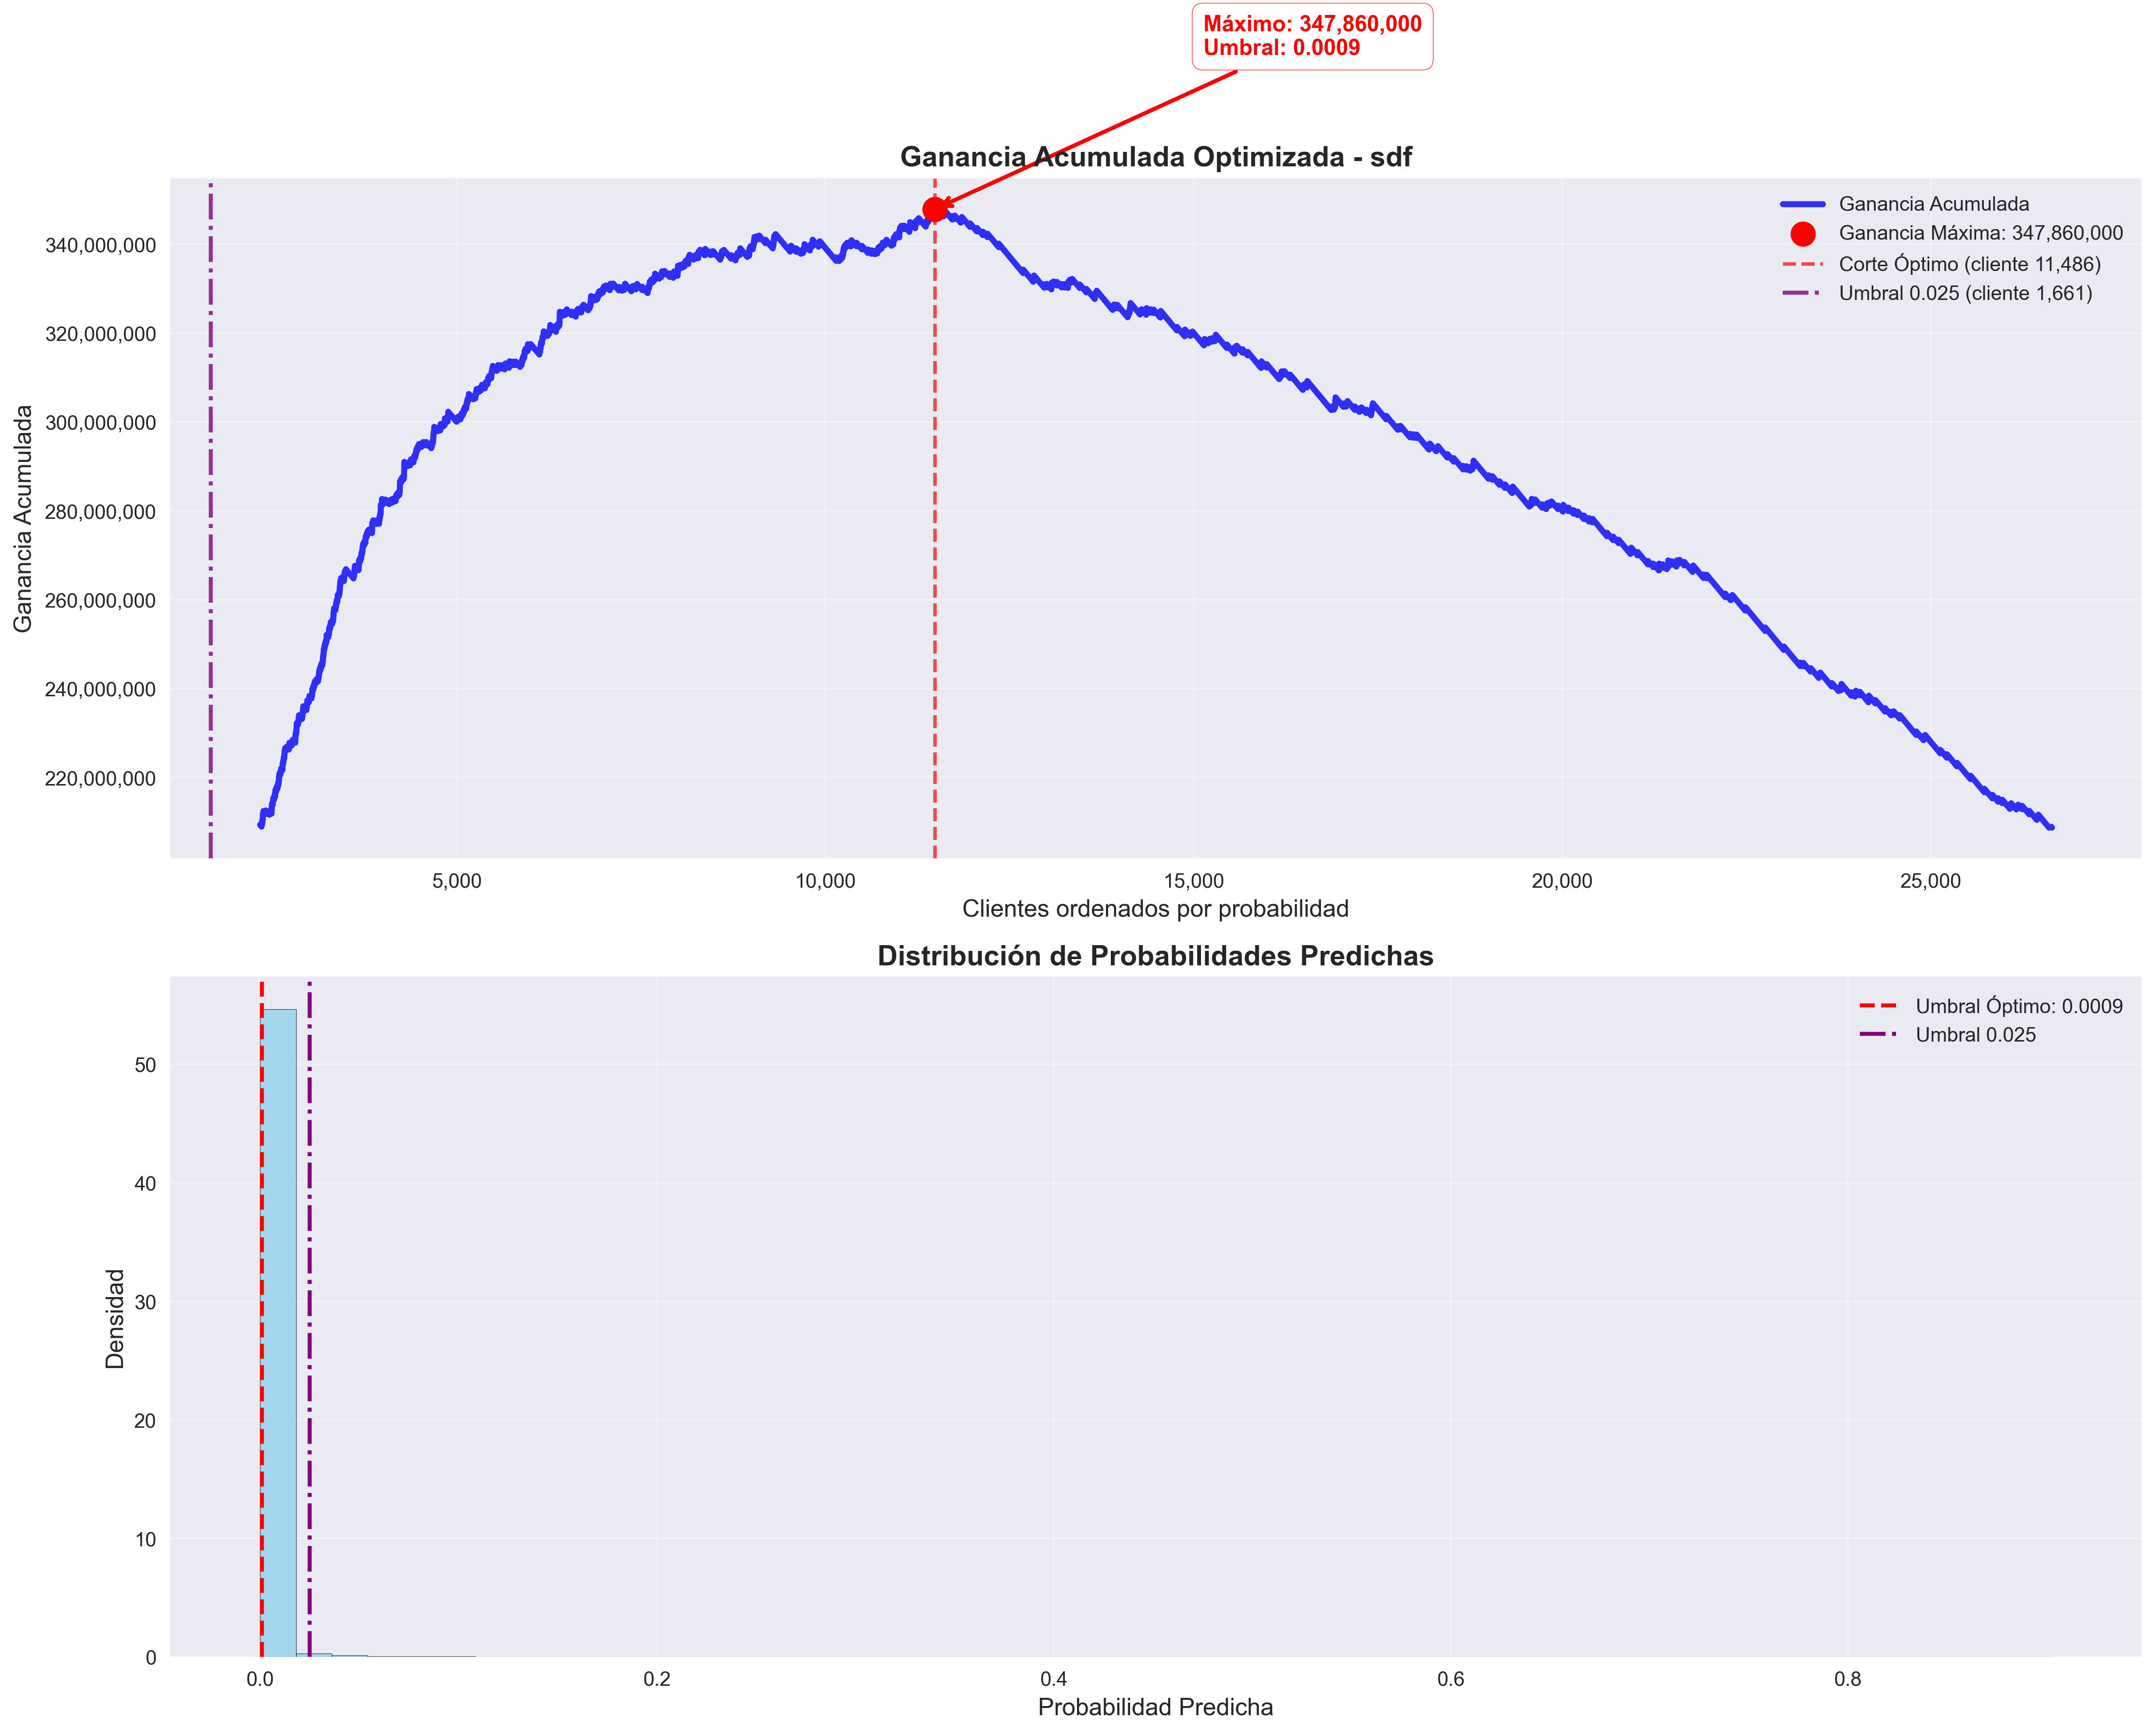 Máximo: 347,860,000
Umbral: 0.0009
Ganancia Acumulada Optimizada - sdf
Ganancia Acumulada
Ganancia Máxima: 347,860,000
Corte Óptimo (cliente 11,486)
Umbral 0.025 (cliente 1,661)
Ganancia Acumulada
340,000,000
320,000,000
300,000,000
280,000,000
260,000,000
240,000,000
220,000,000
5,000
10,000
15,000
20,000
25,000
Clientes ordenados por probabilidad
Distribución de Probabilidades Predichas
Umbral Óptimo: 0.0009
Umbral 0.025
Densidad
50
40
30
20
10
0
0.0
0.2
0.4
0.6
0.8
Probabilidad Predicha